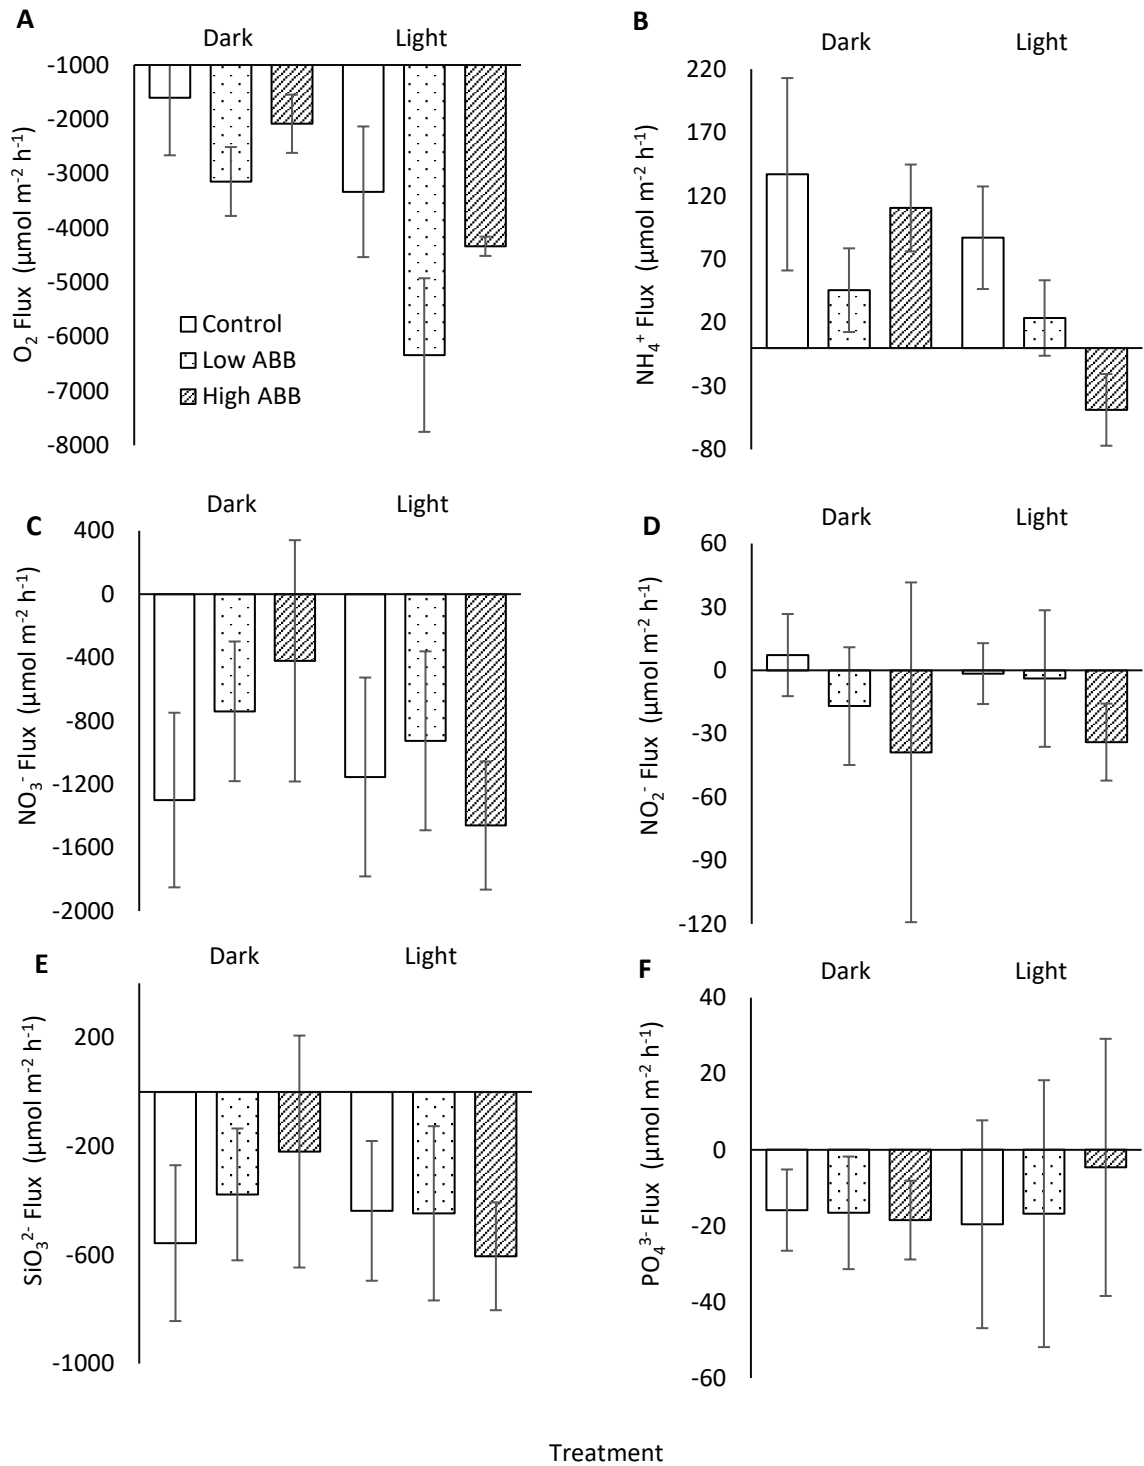 A
Dark Light
-1000
-2000
-3000
-4000
-5000
-6000
-7000
-8000
O₂ Flux (µmol m⁻² h⁻¹)
Control
Low ABB
High ABB
B
Dark Light
220
170
120
70
20
-30
-80
NH₄⁺ Flux (µmol m⁻² h⁻¹)
C
Dark Light
400
0
-400
-800
-1200
-1600
-2000
NO₃⁻ Flux (µmol m⁻² h⁻¹)
D
Dark Light
60
30
0
-30
-60
-90
-120
NO₂⁻ Flux (µmol m⁻² h⁻¹)
E
Dark Light
200
-200
-600
-1000
SiO₃²⁻ Flux (µmol m⁻² h⁻¹)
F
Dark Light
40
20
0
-20
-40
-60
PO₄³⁻ Flux (µmol m⁻² h⁻¹)
Treatment